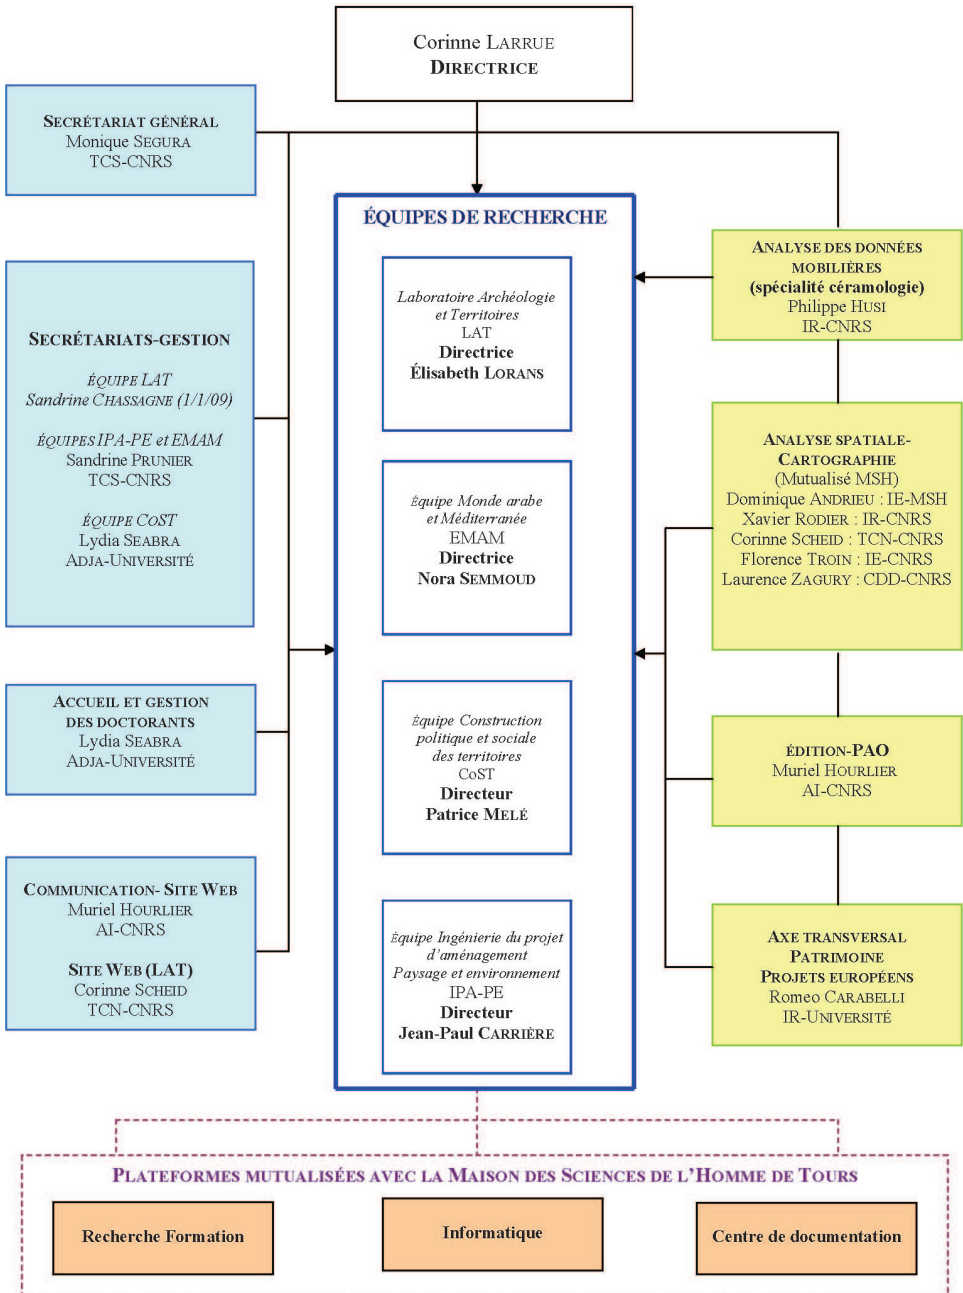 Corinne LARRUE
DIRECTRICE
SECRÉTARIAT GÉNÉRAL
Monique SEGURA
TCS-CNRS
SECRÉTARIATS-GESTION
ÉQUIPE LAT
Sandrine CHASSAGNE (1/1/09)
ÉQUIPES IPA-PE et EMAM
Sandrine PRUNIER
TCS-CNRS
ÉQUIPE COST
Lydia SEABRA
ADJA-UNIVERSITÉ
ACCUEIL ET GESTION
DES DOCTORANTS
Lydia SEABRA
ADJA-UNIVERSITÉ
COMMUNICATION- SITE WEB
Muriel HOURLIER
AI-CNRS
SITE WEB (LAT)
Corinne SCHEID
TCN-CNRS
ÉQUIPES DE RECHERCHE
Laboratoire Archéologie
et Territoires
LAT
Directrice
Élisabeth LORANS
Équipe Monde arabe
et Méditerranée
EMAM
Directrice
Nora SEMMOUD
Équipe Construction
politique et sociale
des territoires
CoST
Directeur
Patrice MELÉ
Équipe Ingénierie du projet
d'aménagement
Paysage et environnement
IPA-PE
Directeur
Jean-Paul CARRIÈRE
ANALYSE DES DONNÉES
MOBILIÈRES
(spécialité céramologie)
Philippe HUSI
IR-CNRS
ANALYSE SPATIALE-
CARTOGRAPHIE
(Mutualisé MSH)
Dominique ANDRIEU : IE-MSH
Xavier RODIER : IR-CNRS
Corinne SCHEID : TCN-CNRS
Florence TROIN : IE-CNRS
Laurence ZAGURY : CDD-CNRS
ÉDITION-PAO
Muriel HOURLIER
AI-CNRS
AXE TRANSVERSAL
PATRIMOINE
PROJETS EUROPÉENS
Romeo CARABELLI
IR-UNIVERSITÉ
PLATEFORMES MUTUALISÉES AVEC LA MAISON DES SCIENCES DE L'HOMME DE TOURS
Recherche Formation
Informatique
Centre de documentation